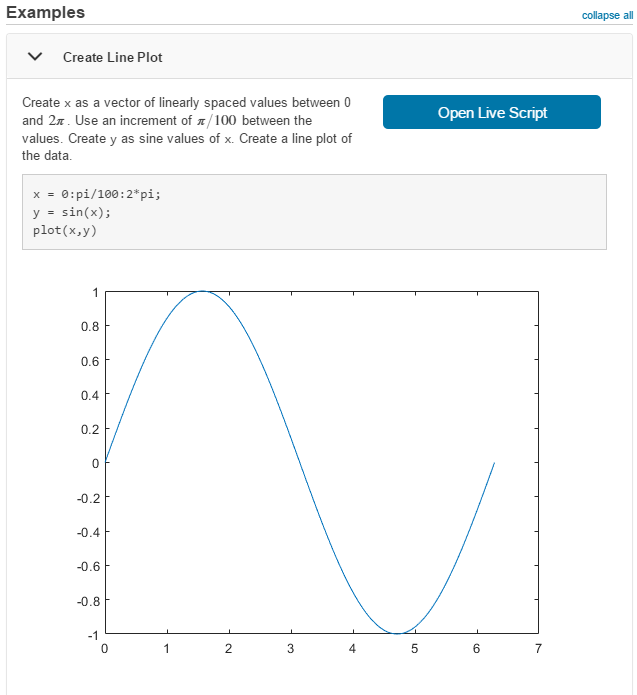 Examples
collapse all
Create Line Plot
Create x as a vector of linearly spaced values between 0
and 2π. Use an increment of π/100 between the
values. Create y as sine values of x. Create a line plot of
the data.
Open Live Script
x = 0:pi/100:2*pi;
y = sin(x);
plot(x,y)
1
0.8
0.6
0.4
0.2
0
-0.2
-0.4
-0.6
-0.8
-1
0 1 2 3 4 5 6 7